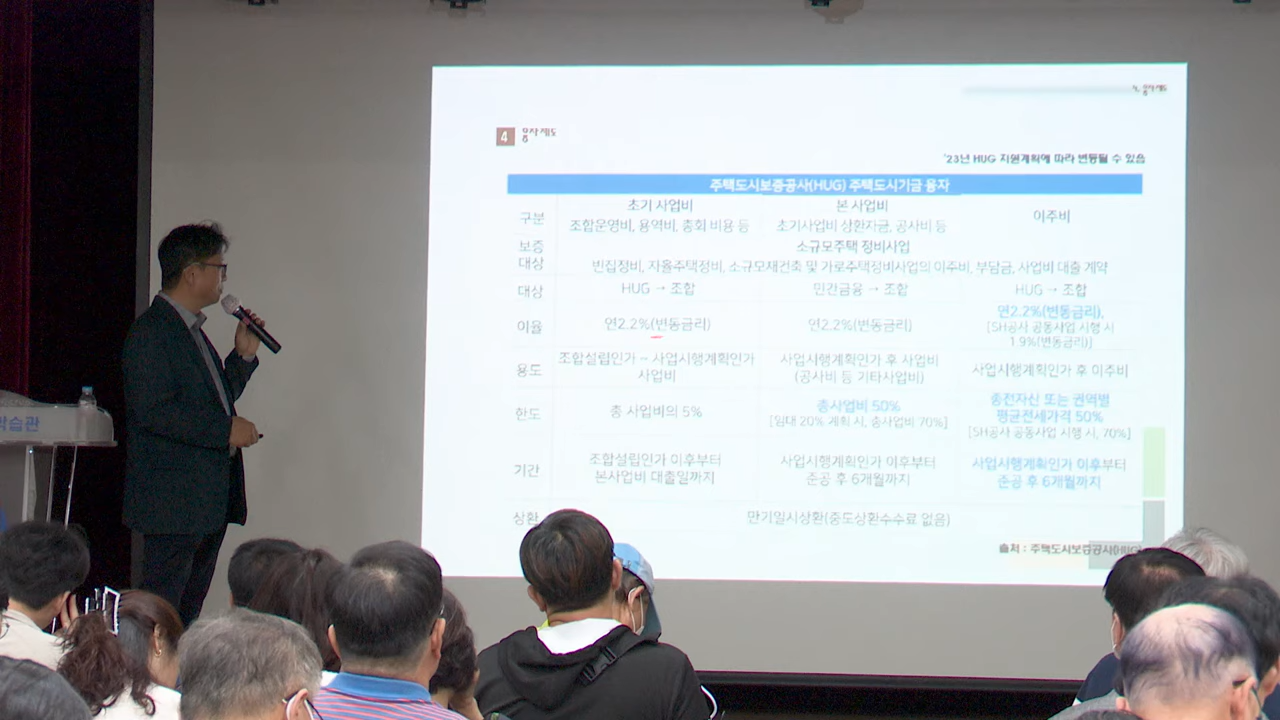 4 융자제도
'23년 HUG 지원계획에 따라 변동될 수 있음
주택도시보증공사(HUG) 주택도시기금 융자
구분
초기 사업비
조합운영비, 용역비, 총회 비용 등
본 사업비
초기사업비 상환자금, 공사비 등
이주비
보증
대상
소규모주택 정비사업
빈집정비, 자율주택정비, 소규모재건축 및 가로주택정비사업의 이주비, 부담금, 사업비 대출 계약
대상
HUG → 조합
민간금융 → 조합
HUG → 조합
이율
연2.2%(변동금리)
연2.2%(변동금리)
연2.2%(변동금리),
[SH공사 공동사업 시행 시
1.9%(변동금리)]
용도
조합설립인가 ~ 사업시행계획인가
사업비
사업시행계획인가 후 사업비
(공사비 등 기타사업비)
사업시행계획인가 후 이주비
한도
총 사업비의 5%
총사업비 50%
[임대 20% 계획 시, 총사업비 70%]
종전자산 또는 권역별
평균전세가격 50%
[SH공사 공동사업 시행 시, 70%]
기간
조합설립인가 이후부터
본사업비 대출일까지
사업시행계획인가 이후부터
준공 후 6개월까지
사업시행계획인가 이후부터
준공 후 6개월까지
상환
만기일시상환(중도상환수수료 없음)
출처 : 주택도시보증공사(HUG)
습관